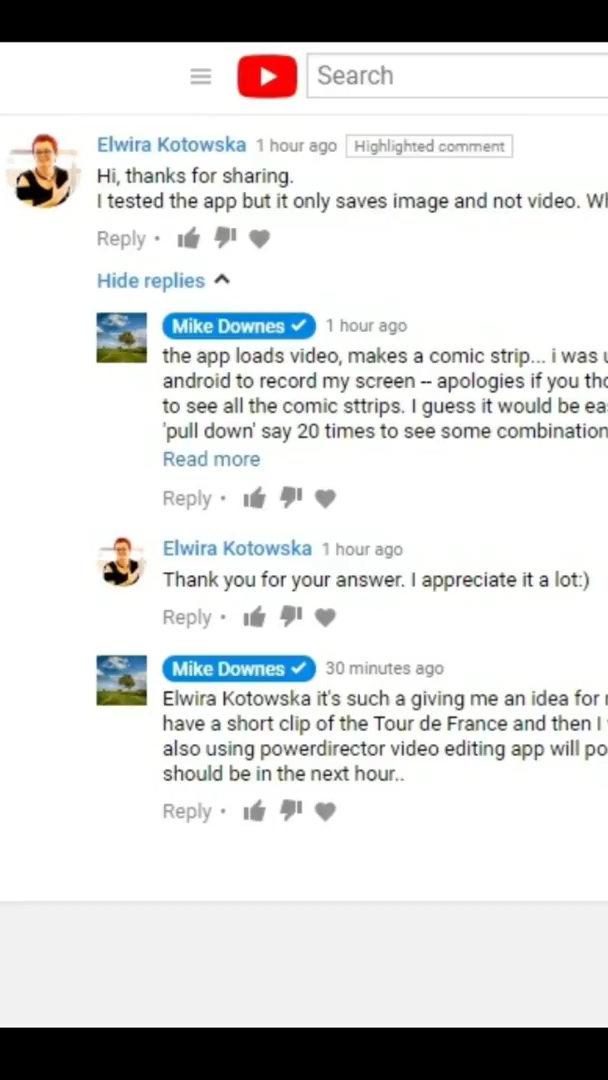 Search
Elwira Kotowska 1 hour ago Highlighted comment
Hi, thanks for sharing.
I tested the app but it only saves image and not video.
Reply •
Hide replies
Mike Downes 1 hour ago
the app loads video, makes a comic strip... i was
android to record my screen -- apologies if you
to see all the comic sttrips. I guess it would be
'pull down' say 20 times to see some combination
Read more
Reply •
Elwira Kotowska 1 hour ago
Thank you for your answer. I appreciate it a lot:)
Reply •
Mike Downes 30 minutes ago
Elwira Kotowska it's such a giving me an idea for
have a short clip of the Tour de France and then I
also using powerdirector video editing app will
should be in the next hour..
Reply •